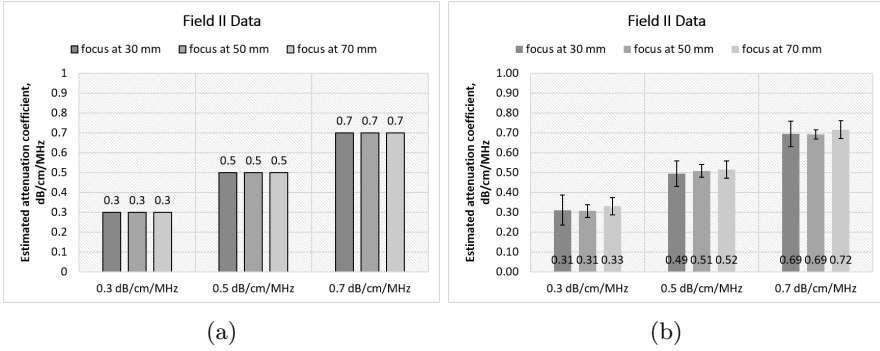 Field II Data
focus at 30 mm focus at 50 mm focus at 70 mm
Estimated attenuation coefficient,
dB/cm/MHz
1
0.9
0.8
0.7
0.6
0.5
0.4
0.3
0.2
0.1
0
0.3 0.3 0.3
0.5 0.5 0.5
0.7 0.7 0.7
0.3 dB/cm/MHz 0.5 dB/cm/MHz 0.7 dB/cm/MHz
(a)
Field II Data
focus at 30 mm focus at 50 mm focus at 70 mm
Estimated attenuation coefficient,
dB/cm/MHz
1.00
0.90
0.80
0.70
0.60
0.50
0.40
0.30
0.20
0.10
0.00
0.31 0.31 0.33
0.49 0.51 0.52
0.69 0.69 0.72
0.3 dB/cm/MHz 0.5 dB/cm/MHz 0.7 dB/cm/MHz
(b)